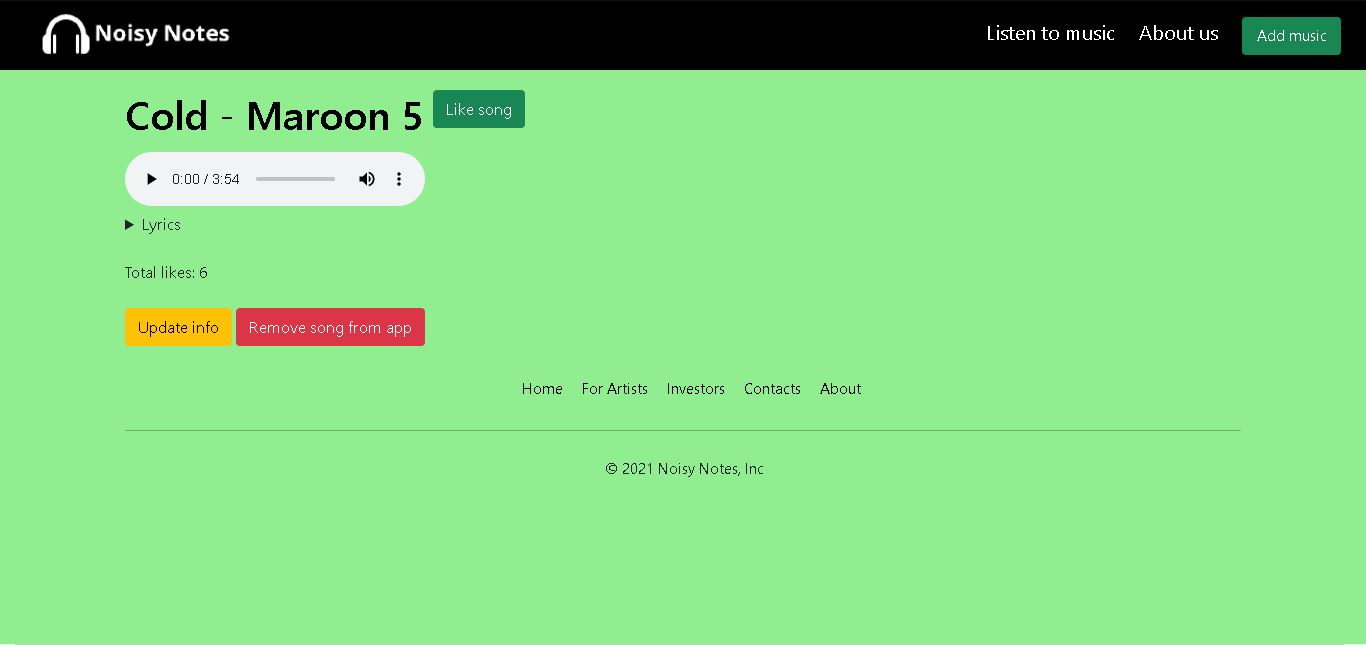 Noisy Notes
Listen to music About us Add music
Cold - Maroon 5 Like song
0:00 / 3:54
Lyrics
Total likes: 6
Update info Remove song from app
Home For Artists Investors Contacts About
© 2021 Noisy Notes, Inc